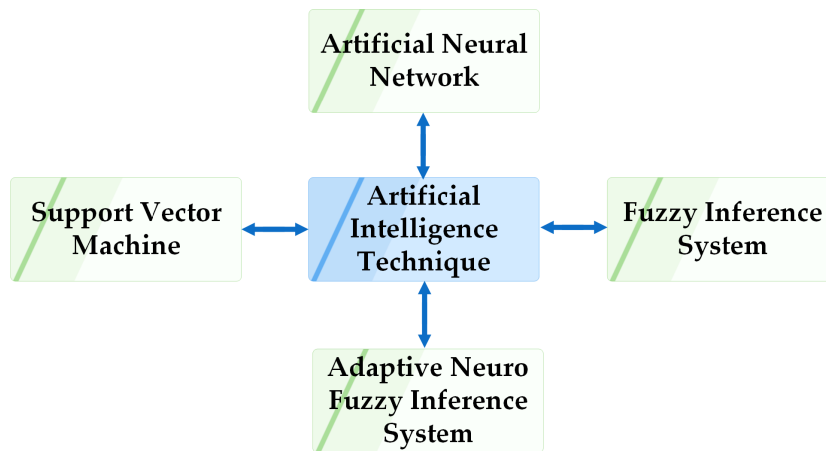 Artificial Neural
Network
Support Vector
Machine
Artificial
Intelligence
Technique
Fuzzy Inference
System
Adaptive Neuro
Fuzzy Inference
System